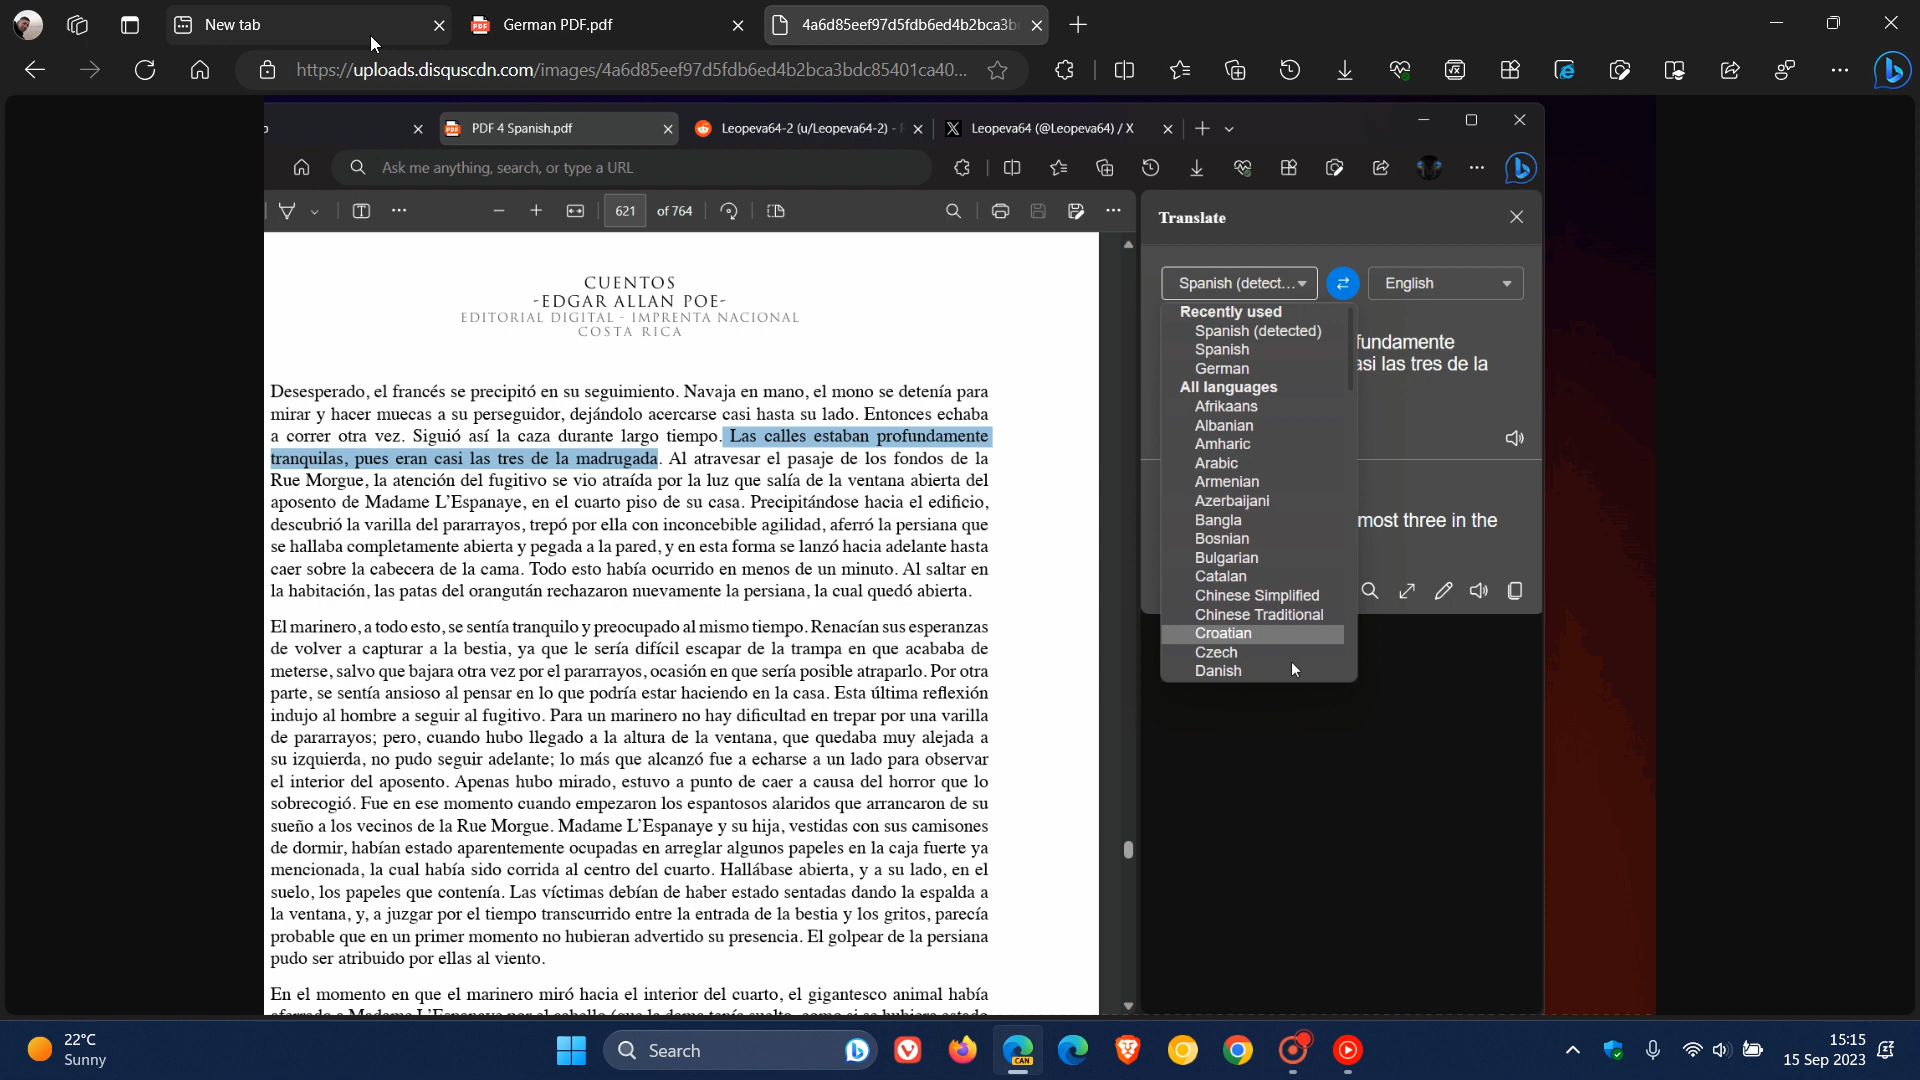 New tab
German PDF.pdf
4a6d85eef97d5fdb6ed4b2bca3b
https://uploads.disquscdn.com/images/4a6d85eef97d5fdb6ed4b2bca3bdc85401ca40...
PDF 4 Spanish.pdf
Leopeva64-2 (u/Leopeva64-2) -
Leopeva64 (@Leopeva64) / X
Ask me anything, search, or type a URL
621 of 764
CUENTOS
-EDGAR ALLAN POE-
EDITORIAL DIGITAL - IMPRENTA NACIONAL
COSTA RICA
Desesperado, el francés se precipitó en su seguimiento. Navaja en mano, el mono se detenía para
mirar y hacer muecas a su perseguidor, dejándolo acercarse casi hasta su lado. Entonces echaba
a correr otra vez. Siguió así la caza durante largo tiempo. Las calles estaban profundamente
tranquilas, pues eran casi las tres de la madrugada. Al atravesar el pasaje de los fondos de la
Rue Morgue, la atención del fugitivo se vio atraída por la luz que salía de la ventana abierta del
aposento de Madame L’Espanaye, en el cuarto piso de su casa. Precipitándose hacia el edificio,
descubrió la varilla del pararrayos, trepó por ella con inconcebible agilidad, aferró la persiana que
se hallaba completamente abierta y pegada a la pared, y en esta forma se lanzó hacia adelante hasta
caer sobre la cabecera de la cama. Todo esto había ocurrido en menos de un minuto. Al saltar en
la habitación, las patas del orangután rechazaron nuevamente la persiana, la cual quedó abierta.
El marinero, a todo esto, se sentía tranquilo y preocupado al mismo tiempo. Renacían sus esperanzas
de volver a capturar a la bestia, ya que le sería difícil escapar de la trampa en que acababa de
meterse, salvo que bajara otra vez por el pararrayos, ocasión en que sería posible atraparlo. Por otra
parte, se sentía ansioso al pensar en lo que podría estar haciendo en la casa. Esta última reflexión
indujo al hombre a seguir al fugitivo. Para un marinero no hay dificultad en trepar por una varilla
de pararrayos; pero, cuando hubo llegado a la altura de la ventana, que quedaba muy alejada a
su izquierda, no pudo seguir adelante; lo más que alcanzó fue a echarse a un lado para observar
el interior del aposento. Apenas hubo mirado, estuvo a punto de caer a causa del horror que lo
sobrecogió. Fue en ese momento cuando empezaron los espantosos alaridos que arrancaron de su
sueño a los vecinos de la Rue Morgue. Madame L’Espanaye y su hija, vestidas con sus camisones
de dormir, habían estado aparentemente ocupadas en arreglar algunos papeles en la caja fuerte ya
mencionada, la cual había sido corrida al centro del cuarto. Hallábase abierta, y a su lado, en el
suelo, los papeles que contenía. Las víctimas debían de haber estado sentadas dando la espalda a
la ventana, y, a juzgar por el tiempo transcurrido entre la entrada de la bestia y los gritos, parecía
probable que en un primer momento no hubieran advertido su presencia. El golpear de la persiana
pudo ser atribuido por ellas al viento.
En el momento en que el marinero miró hacia el interior del cuarto, el gigantesco animal había
Translate
Spanish (detect...
English
Recently used
Spanish (detected)
Spanish
German
All languages
Afrikaans
Albanian
Amharic
Arabic
Armenian
Azerbaijani
Bangla
Bosnian
Bulgarian
Catalan
Chinese Simplified
Chinese Traditional
Croatian
Czech
Danish
fundamente
asi las tres de la
most three in the
22°C
Sunny
Search
CAN
15:15
15 Sep 2023